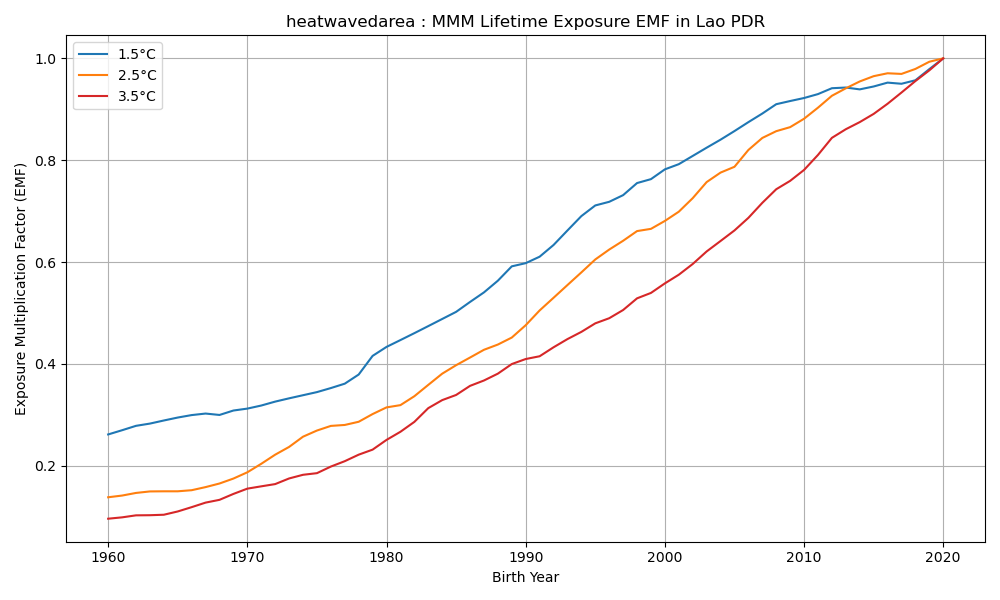 heatwavedarea : MMM Lifetime Exposure EMF in Lao PDR
1.5°C
2.5°C
3.5°C
Exposure Multiplication Factor (EMF)
1.0
0.8
0.6
0.4
0.2
1960 1970 1980 1990 2000 2010 2020
Birth Year